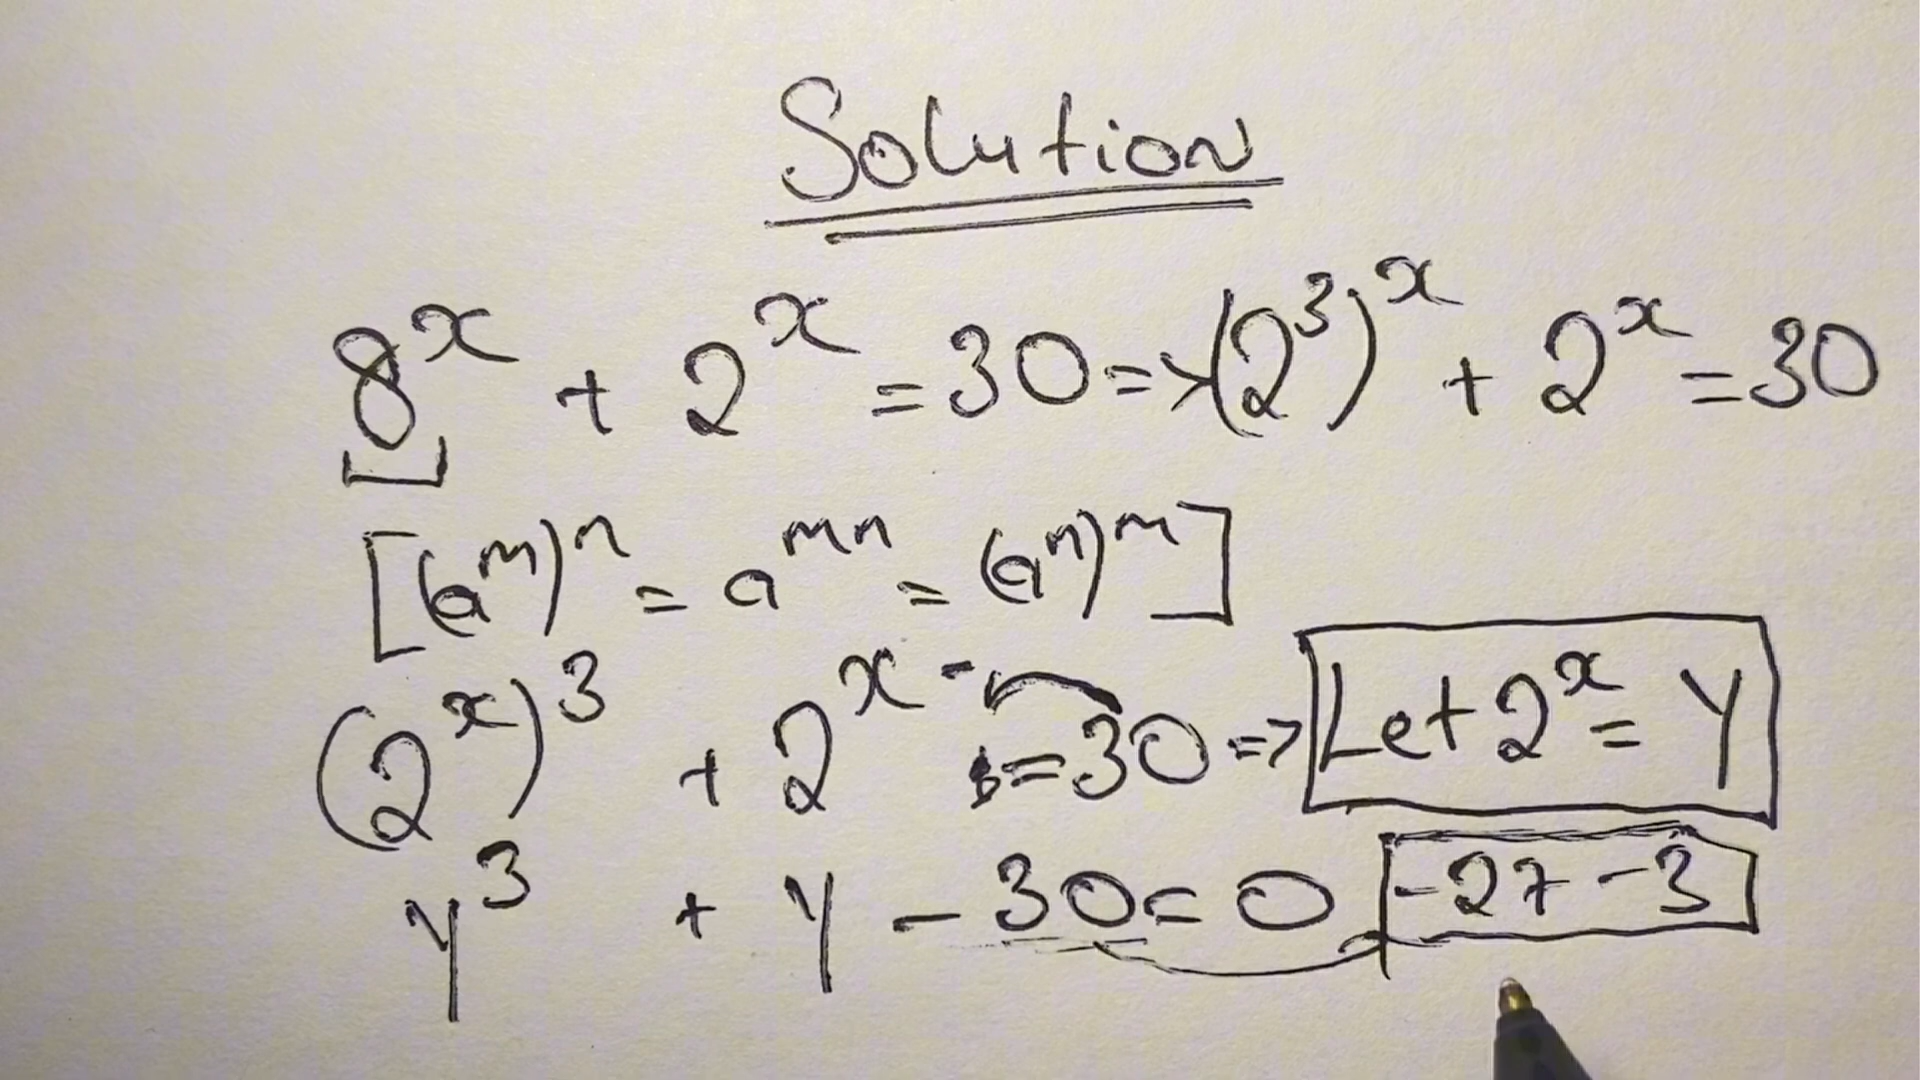 Solution
8^x + 2^x = 30 => (2^3)^x + 2^x = 30
[(a^m)^n = a^mn = (a^n)^m]
(2^x)^3 + 2^x = 30 => Let 2^x = y
y^3 + y - 30 = 0 -27 -3